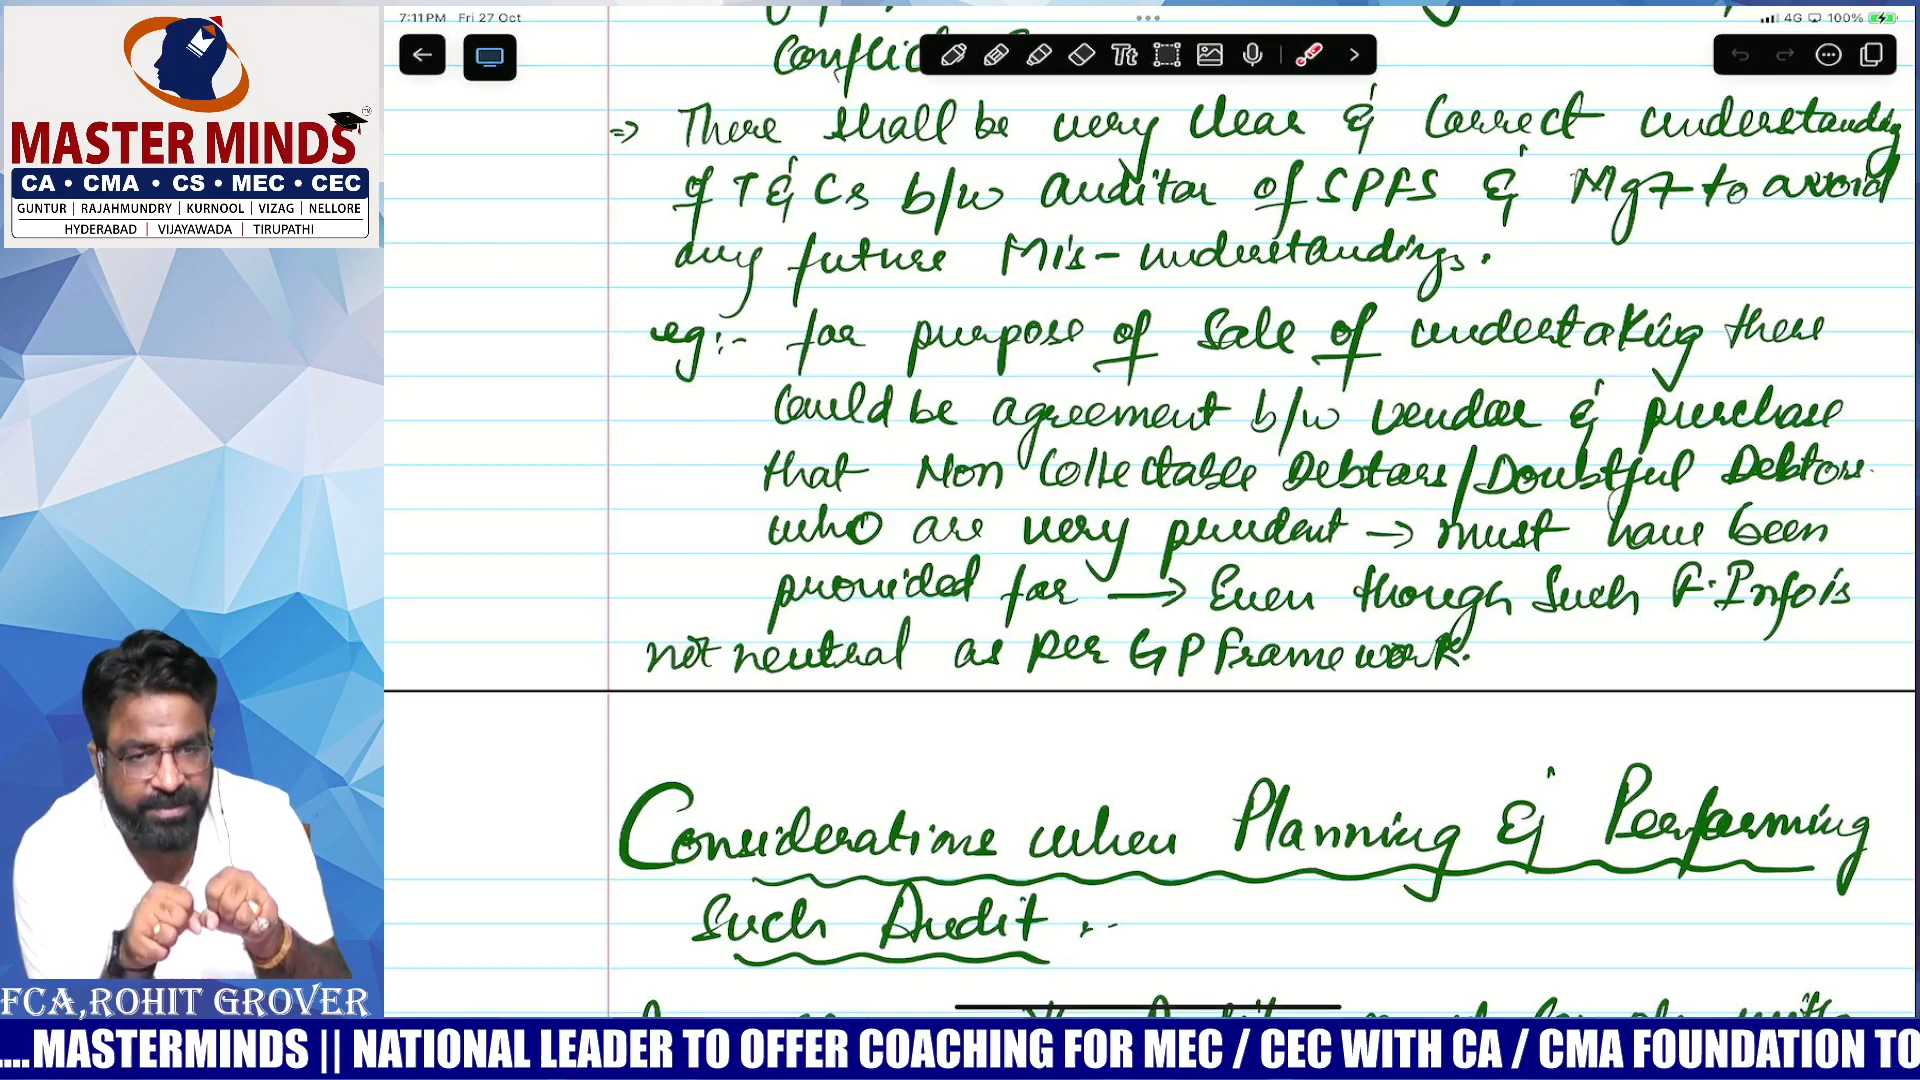 7:11 PM Fri 27 Oct
4G 100%
Tt
MASTER MINDS
CA • CMA • CS • MEC • CEC
GUNTUR | RAJAHMUNDRY | KURNOOL | VIZAG | NELLORE
HYDERABAD | VIJAYAWADA | TIRUPATHI
=> There shall be very clear & Correct understanding
of T & Cs b/w auditor of SPFS & Mgt to avoid
any future Mis-understandings.
eg:- for purpose of Sale of undertaking there
Could be agreement b/w vendor & purchase
that Non Collectable Debtors/Doubtful Debtors
who are very prudent → must have been
provided for → Even though Such F. Info is
not neutral as per GP Framework.
Considerations when Planning & Performing
Such Audit :-
FCA,ROHIT GROVER
....MASTERMINDS || NATIONAL LEADER TO OFFER COACHING FOR MEC / CEC WITH CA / CMA FOUNDATION TO